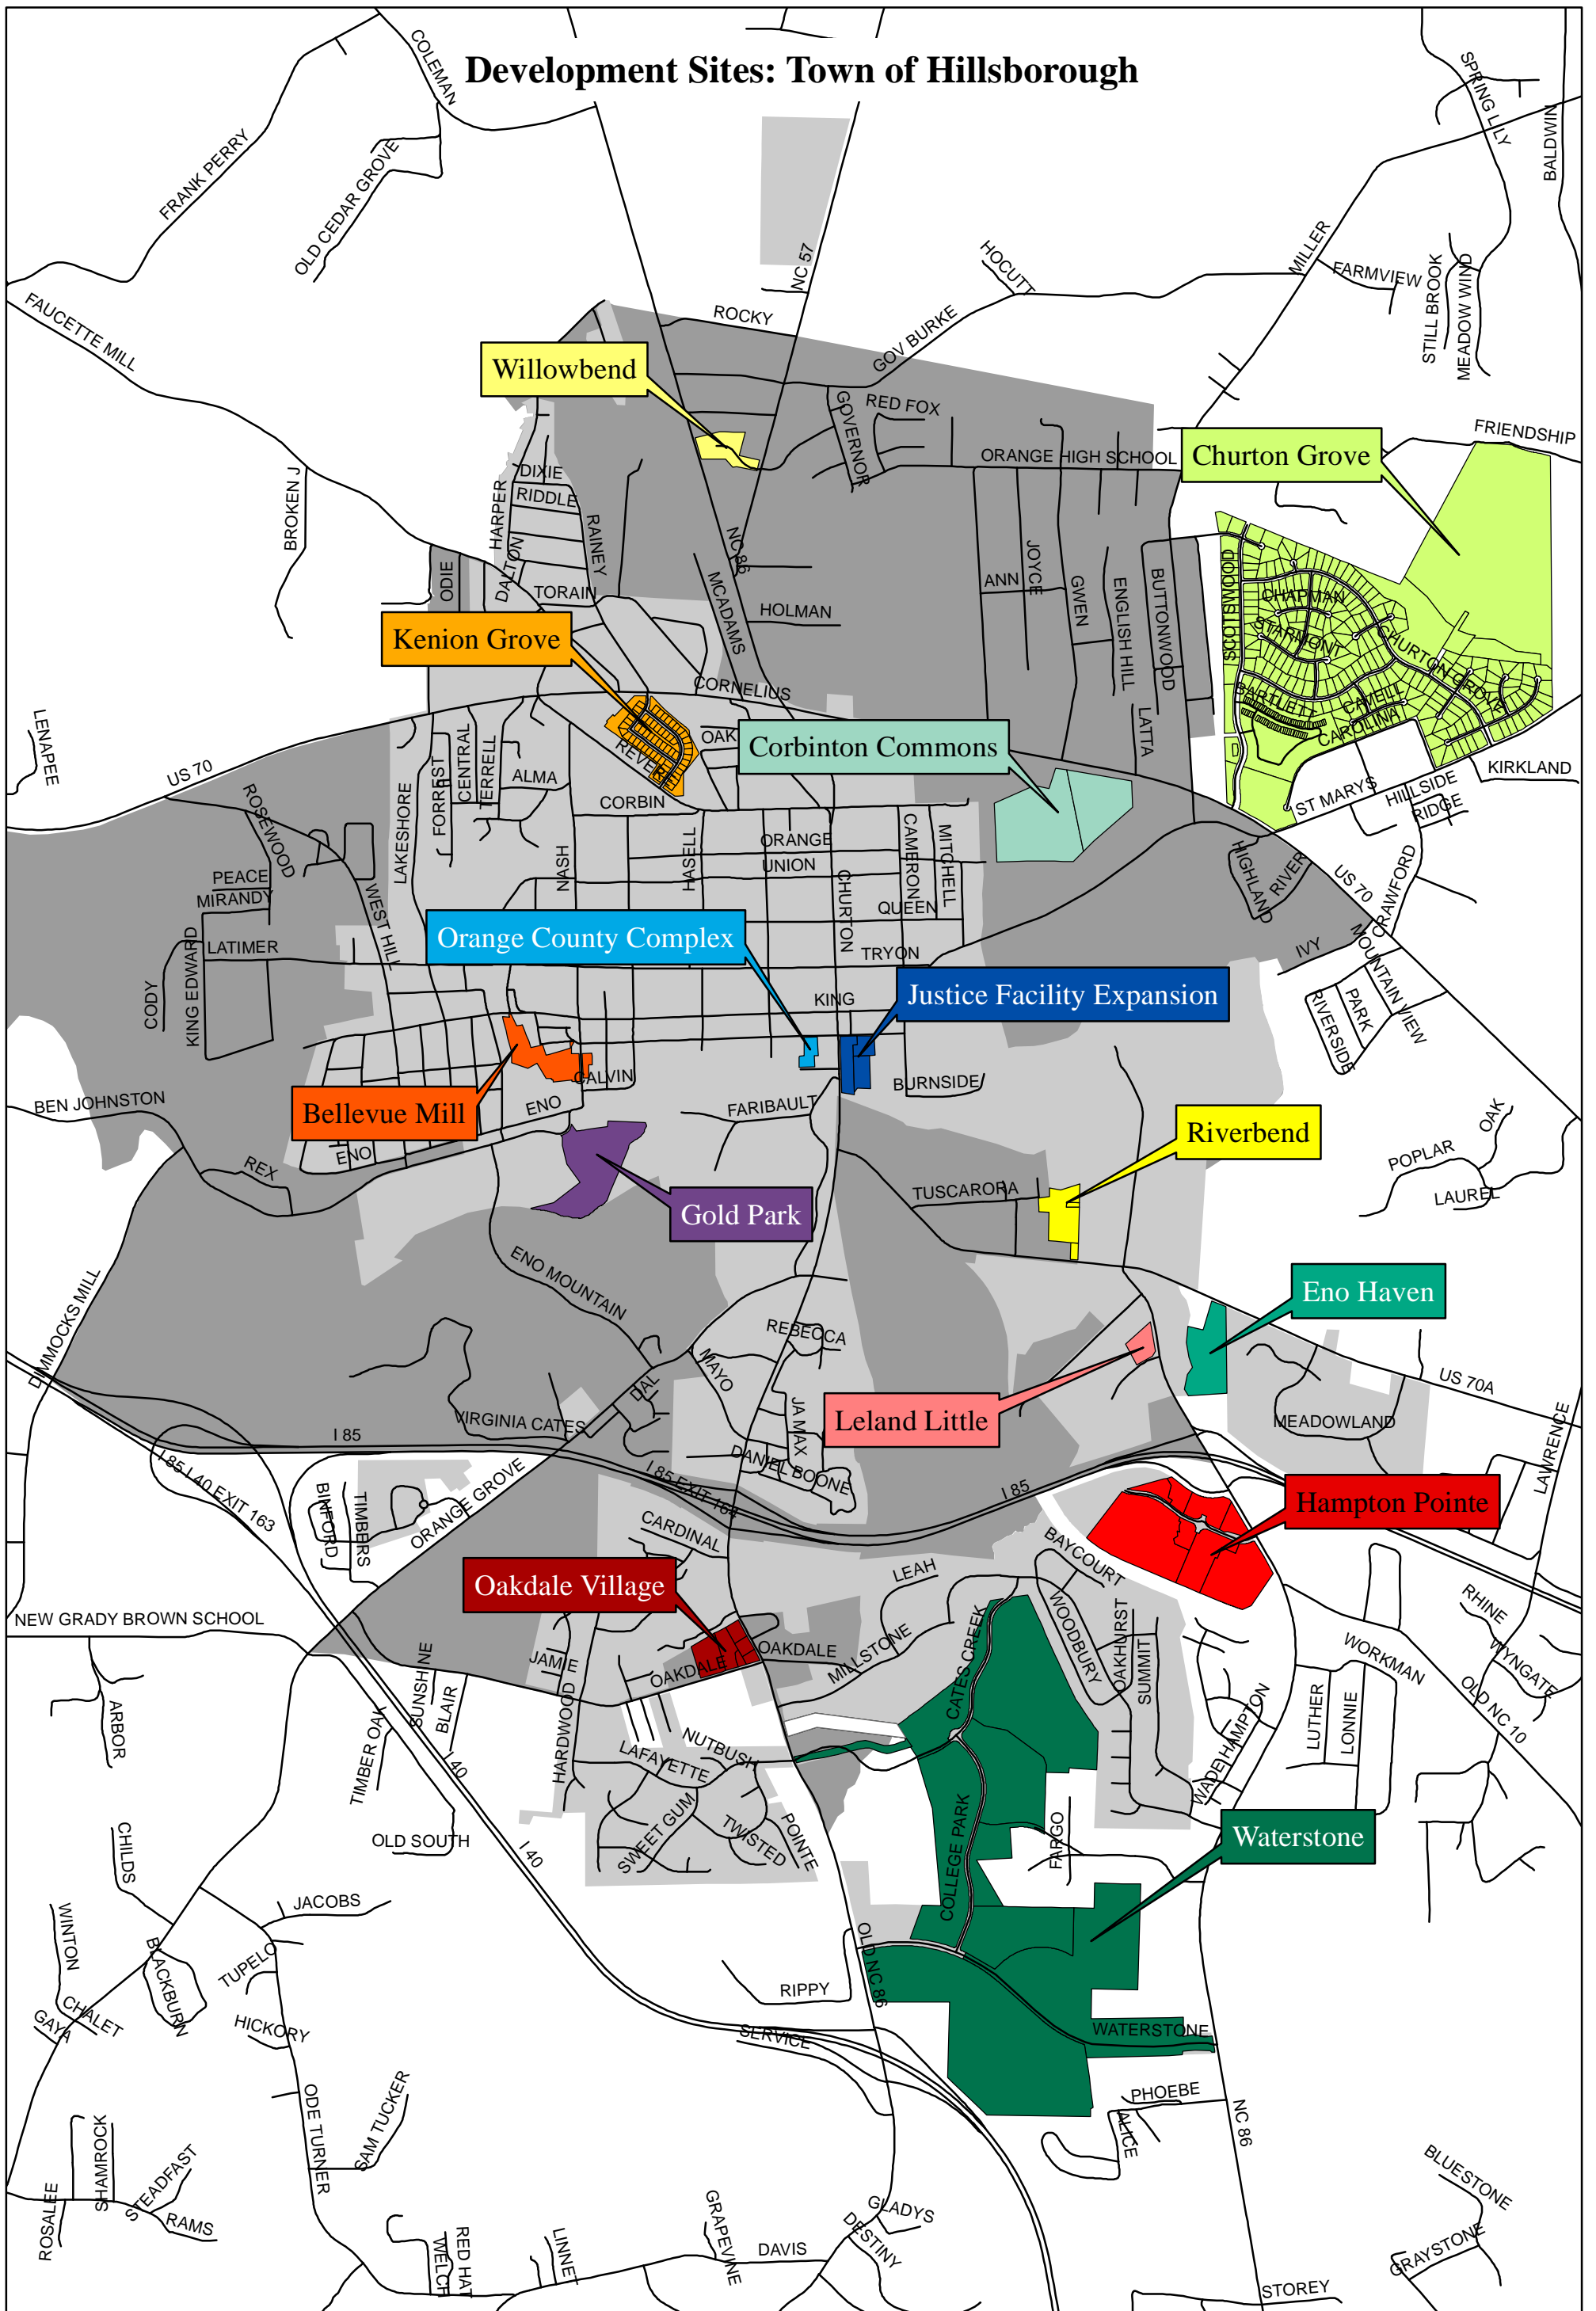 Development Sites: Town of Hillsborough
COLEMAN
SPRING LILY
BALDWIN
FRANK PERRY
OLD CEDAR GROVE
NC 57
HOCUTT
MILLER
FARMVIEW
STILL BROOK
MEADOW WIND
FAUCETTE MILL
ROCKY
GOV BURKE
Willowbend
GOVERNOR
RED FOX
FRIENDSHIP
ORANGE HIGH SCHOOL
Churton Grove
BROKEN J
HARPER
DIXIE
RIDDLE
RAINEY
NC 86
ODIE
DALTON
TORAIN
MCADAMS
HOLMAN
ANN
JOYCE
GWEN
ENGLISH HILL
BUTTONWOOD
SCOTSWOOD
CHAPMAN
STARMONT
Kenion Grove
CORNELIUS
LATTA
BARTLETT
CAVELL
CAROLINA
LENAPEE
US 70
CENTRAL
TERRELL
FORREST
LAKESHORE
ALMA
REVERE
OAK
Corbinton Commons
CORBIN
ST MARYS
HILLSIDE
RIDGE
KIRKLAND
ROSEWOOD
NASH
HASELL
ORANGE
UNION
CHURTON
CAMERON
MITCHELL
HIGHLAND
RIVER
US 70
CRAWFORD
PEACE
MIRANDY
WEST HILL
QUEEN
LATIMER
Orange County Complex
TRYON
IVY
MOUNTAIN VIEW
CODY
KING EDWARD
KING
Justice Facility Expansion
PARK
RIVERSIDE
BEN JOHNSTON
Bellevue Mill
CALVIN
BURNSIDE
ENO
FARIBAULT
Riverbend
OAK
POPLAR
LAUREL
REX
ENO
Gold Park
TUSCARORA
ENO MOUNTAIN
Eno Haven
DIMMOCKS MILL
REBECCA
MAYO
DAL
JA MAX
Leland Little
US 70A
VIRGINIA CATES
MEADOWLAND
LAWRENCE
I 85
I 85 I 40 EXIT 163
I 85 EXIT 164
DANIEL BOONE
I 85
Hampton Pointe
BINFORD
TIMBERS
ORANGE GROVE
CARDINAL
BAYCOURT
Oakdale Village
LEAH
RHINE
NEW GRADY BROWN SCHOOL
WOODBURY
OAKHURST
SUMMIT
CATES CREEK
WYNGATE
SUNSHINE
JAMIE
OAKDALE
OAKDALE
MILLSTONE
WORKMAN
OLD NC 10
ARBOR
BLAIR
TIMBER OAK
HARDWOOD
LUTHER
LONNIE
WADE HAMPTON
I 40
NUTBUSH
LAFAYETTE
CHILDS
OLD SOUTH
I 40
SWEET GUM
TWISTED
POINTE
COLLEGE PARK
FARGO
Waterstone
WINTON
JACOBS
BLACKBURN
TUPELO
OLD NC 86
RIPPY
GAYA
CHALET
HICKORY
SERVICE
WATERSTONE
ODE TURNER
SAM TUCKER
PHOEBE
ALICE
NC 86
SHAMROCK
STEADFAST
ROSALEE
RAMS
BLUESTONE
GLADYS
DESTINY
GRAPEVINE
DAVIS
LINNET
RED HAT
WELCH
GRAYSTONE
STOREY